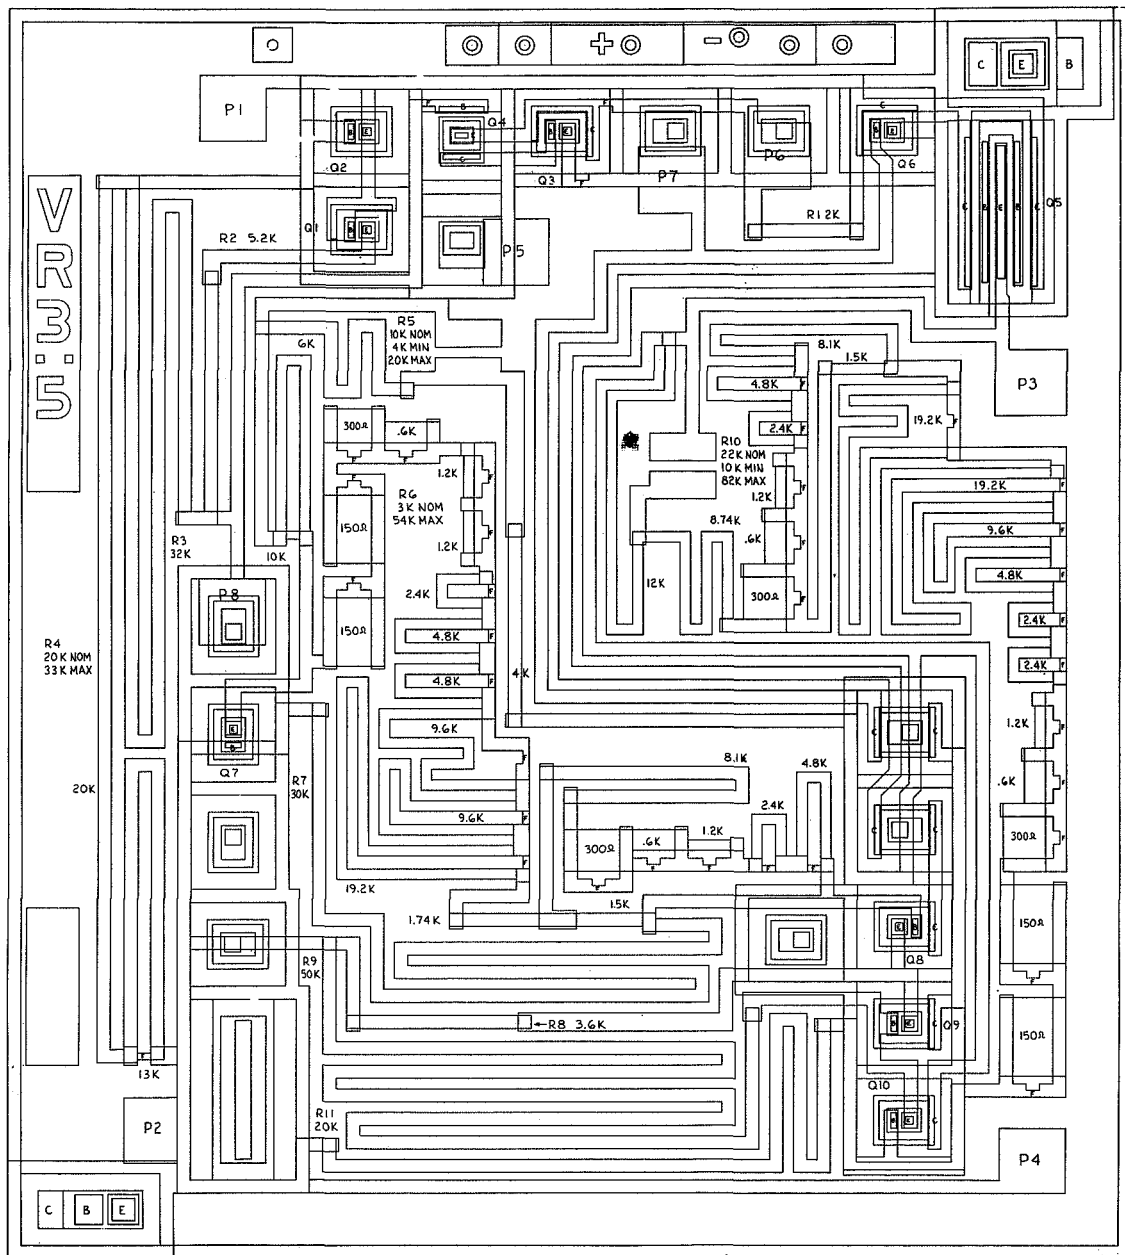 P1
+
-
C E B
F
B
F
C
B E
Q4
C
C
B E
C
P6
C
B E
Q2
Q3
F
P7
Q6
VR3:5
R2 5.2K
Q1
B E
P5
R12K
C B E B C
Q5
6K
R5
10K NOM
4K MIN
20K MAX
8.1K
1.5K
P3
4.8K
F
300Ω
.6K
F
F
2.4K
F
19.2K
F
R10
22K NOM
10K MIN
82K MAX
1.2K
F
R6
3K NOM
54K MAX
1.2K
F
19.2K
F
F
150Ω
1.2K
F
8.74K
.6K
F
9.6K
F
R3
32K
10K
12K
4.8K
F
F
2.4K
F
300Ω
F
P8
150Ω
4.8K
F
2.4K
F
R4
20K NOM
33K MAX
4.8K
F
4K
2.4K
F
E
B
Q7
9.6K
F
C
C
1.2K
F
20K
R7
30K
8.1K
4.8K
.6K
F
9.6K
F
2.4K
C
C
300Ω
F
300Ω
F
.6K
F
1.2K
F
19.2K
F
1.74K
1.5K
E B
C
Q8
150Ω
F
R9
50K
R8 3.6K
B E
C
Q9
150Ω
F
F
13K
Q10
P2
R11
20K
B E
C
P4
C B E